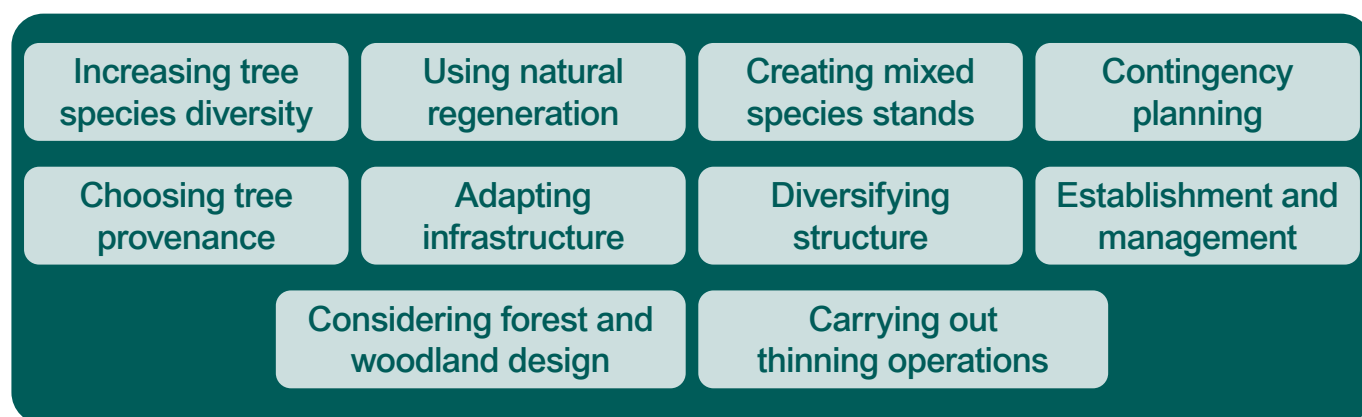 Increasing tree
species diversity
Using natural
regeneration
Creating mixed
species stands
Contingency
planning
Choosing tree
provenance
Adapting
infrastructure
Diversifying
structure
Establishment and
management
Considering forest and
woodland design
Carrying out
thinning operations